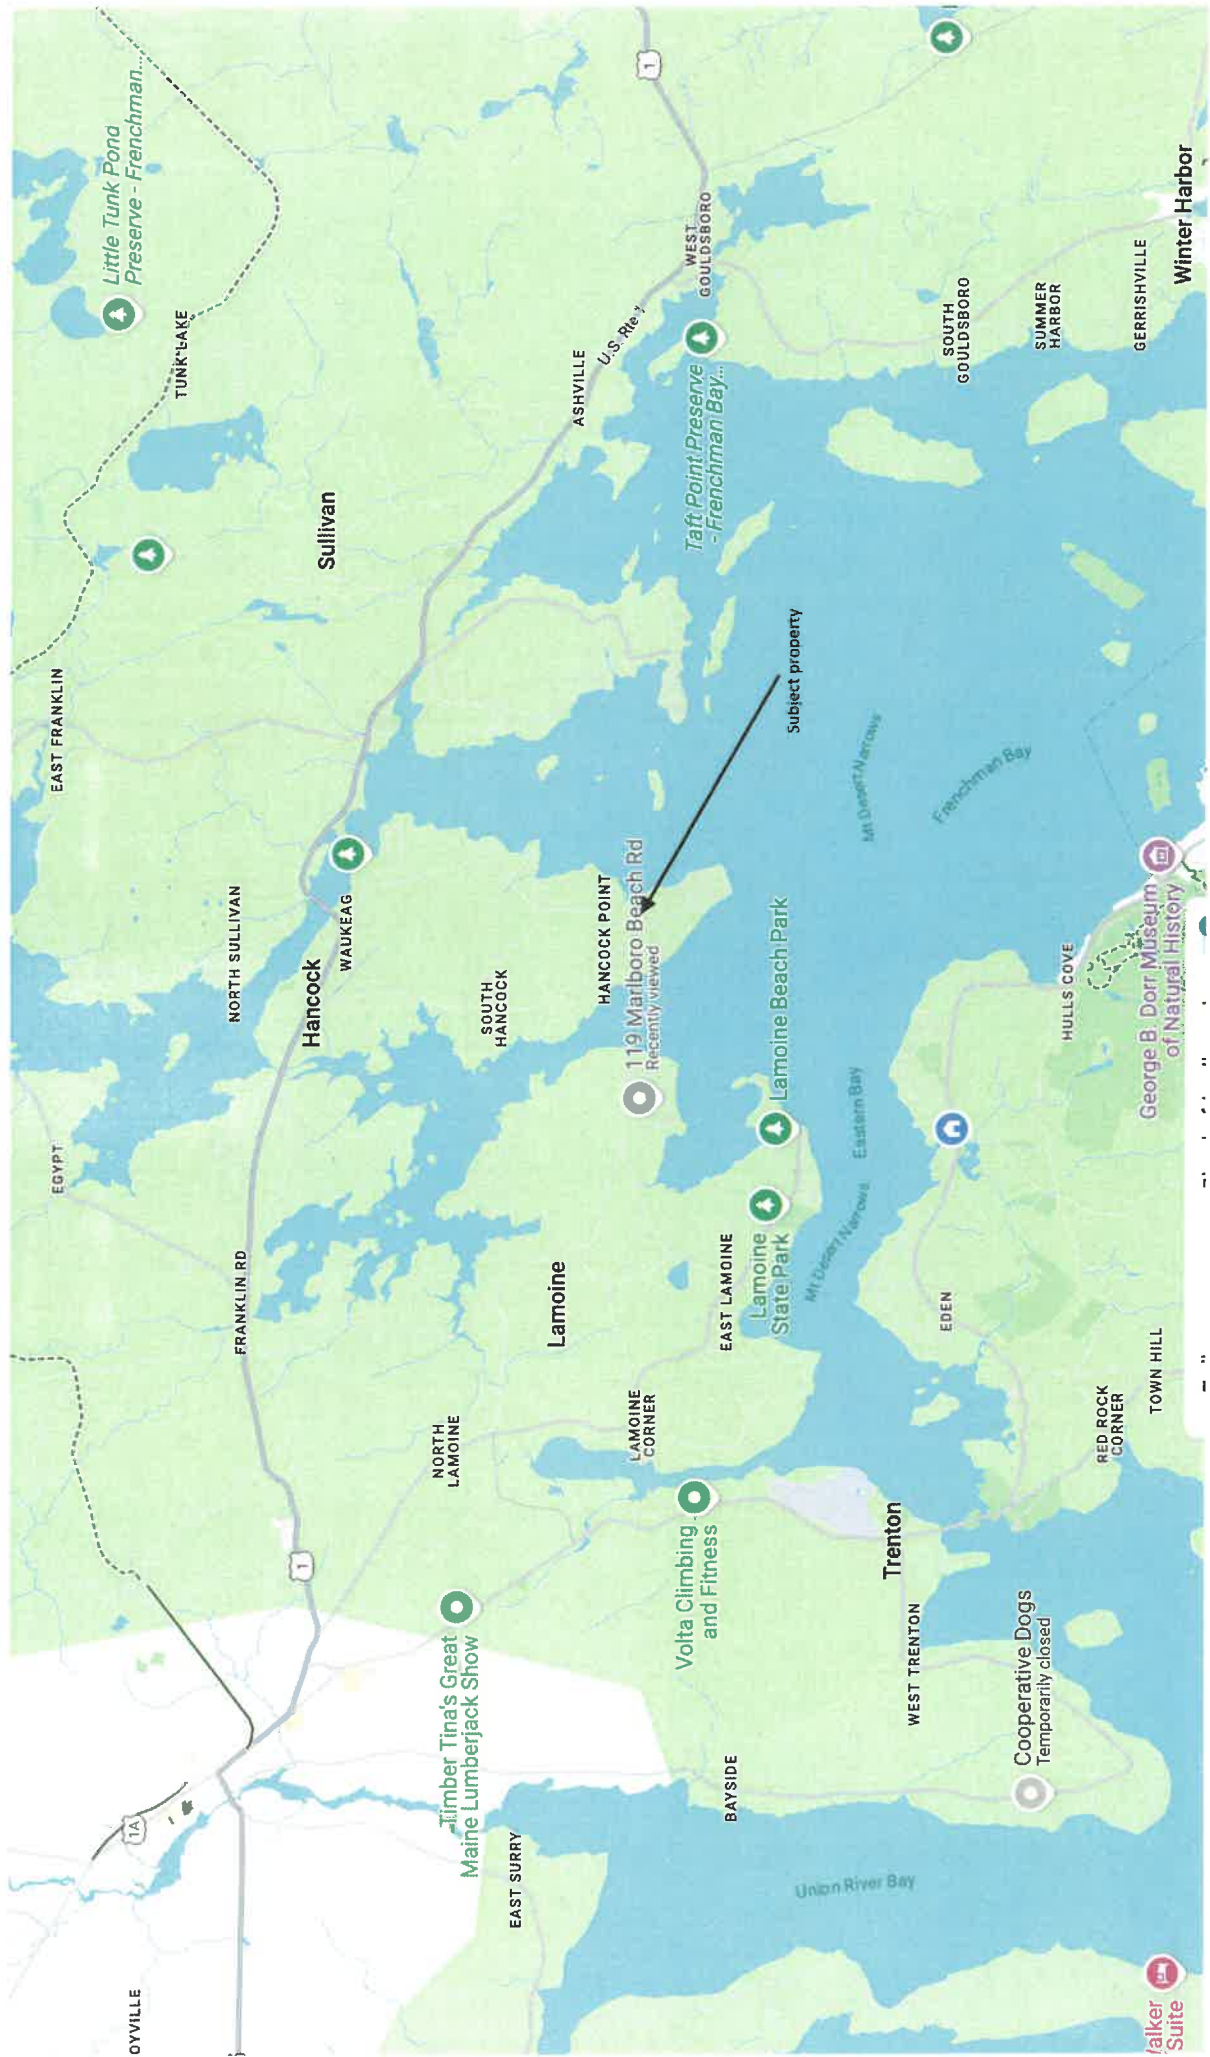 EGYPT
EAST FRANKLIN
Little Tunk Pond
Preserve - Frenchman...
OYVILLE
1A
TUNK LAKE
NORTH SULLIVAN
FRANKLIN RD
1
Hancock
Sullivan
WAUKEAG
NORTH
LAMOINE
Timber Tina's Great
Maine Lumberjack Show
SOUTH
HANCOCK
EAST SURRY
Lamoine
ASHVILLE
HANCOCK POINT
U.S. Rte 1
119 Marlboro Beach Rd
Recently viewed
LAMOINE
CORNER
1
WEST
GOULDSBORO
Volta Climbing
and Fitness
Taft Point Preserve
- Frenchman Bay...
BAYSIDE
EAST LAMOINE
Lamoine
State Park
Lamoine Beach Park
Subject property
Union River Bay
Mt Desert Narrows
Eastern Bay
Mt Desert Narrows
Trenton
WEST TRENTON
EDEN
Frenchman Bay
SOUTH
GOULDSBORO
Cooperative Dogs
Temporarily closed
SUMMER
HARBOR
HULLS COVE
RED ROCK
CORNER
GERRISHVILLE
TOWN HILL
George B. Dorr Museum
of Natural History
Winter Harbor
alker
Suite